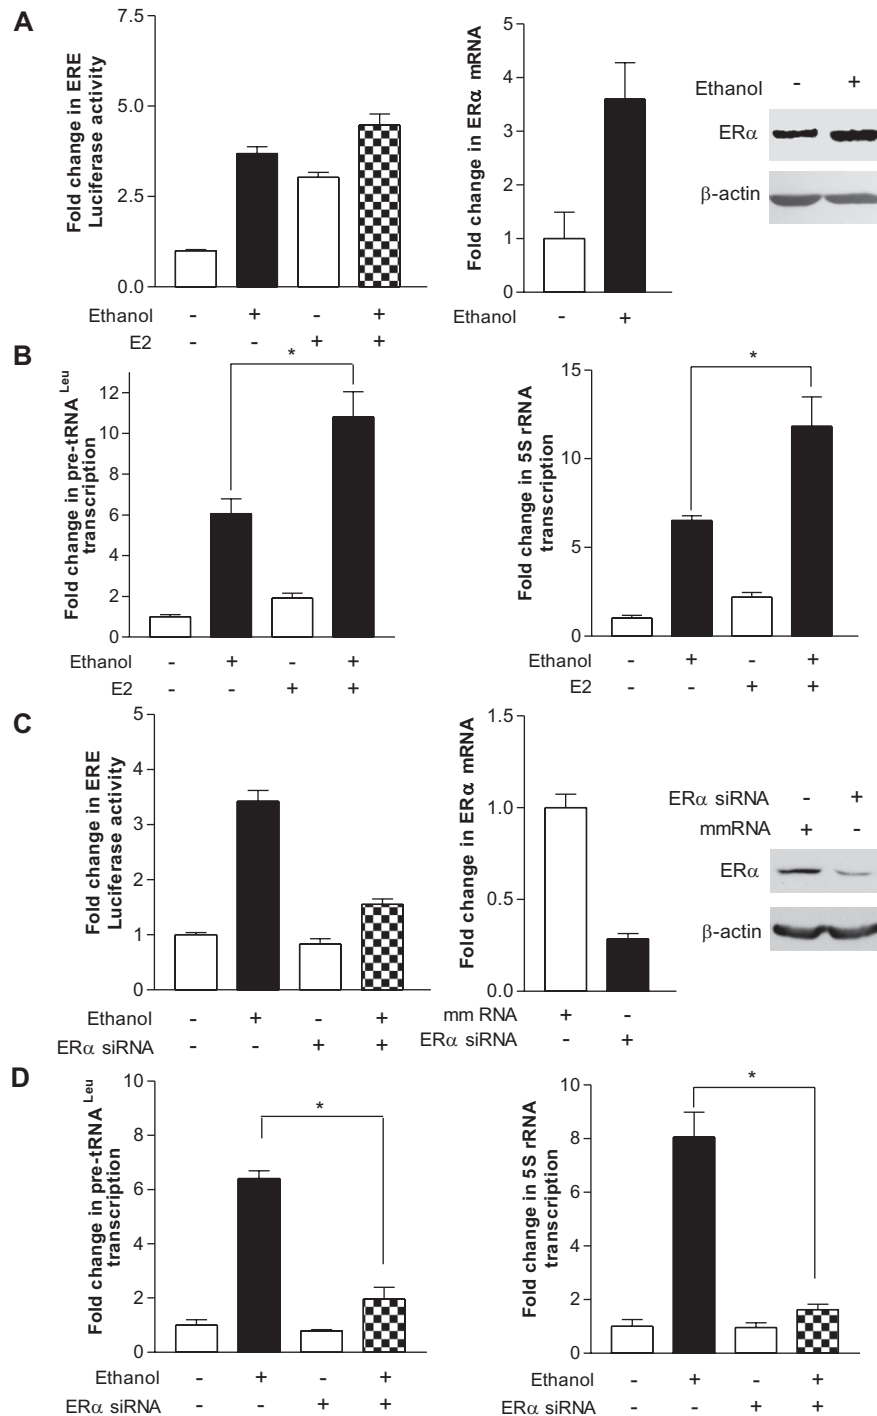 A
Fold change in ERE
Luciferase activity
7.5
5.0
2.5
0.0
Ethanol - + - +
E2 - - + +
Fold change in ERα mRNA
5
4
3
2
1
0
Ethanol - +
Ethanol - +
ERα
β-actin
B
Fold change in pre-tRNA Leu
transcription
12
10
8
6
4
2
0
*
Ethanol - + - +
E2 - - + +
Fold change in 5S rRNA
transcription
15
10
5
0
*
Ethanol - + - +
E2 - - + +
C
Fold change in ERE
Luciferase activity
5
4
3
2
1
0
Ethanol - + - +
ERα siRNA - - + +
Fold change in ERα mRNA
1.5
1.0
0.5
0.0
mm RNA + -
ERα siRNA - +
ERα siRNA - +
mmRNA + -
ERα
β-actin
D
Fold change in pre-tRNA Leu
transcription
10
8
6
4
2
0
*
Ethanol - + - +
ERα siRNA - - + +
Fold change in 5S rRNA
transcription
10
8
6
4
2
0
*
Ethanol - + - +
ERα siRNA - - + +